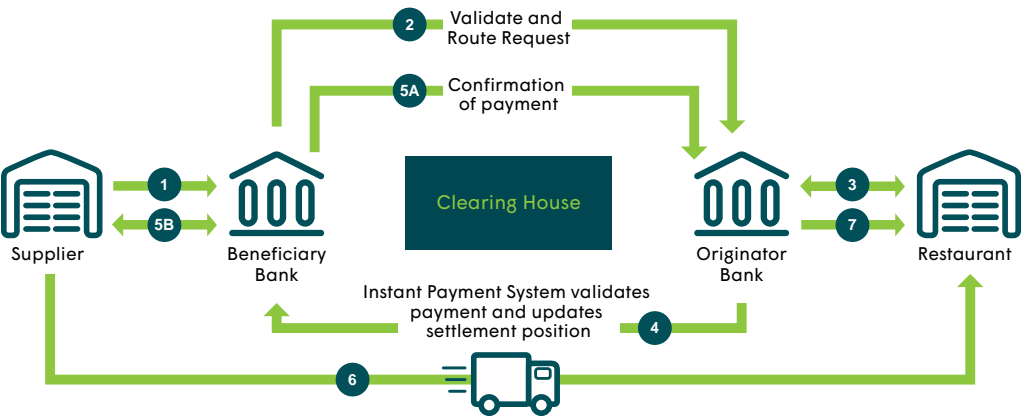 2
Validate and
Route Request
5A
Confirmation
of payment
1
5B
Clearing House
3
7
Supplier
Beneficiary
Bank
Originator
Bank
Restaurant
Instant Payment System validates
payment and updates
settlement position
4
6